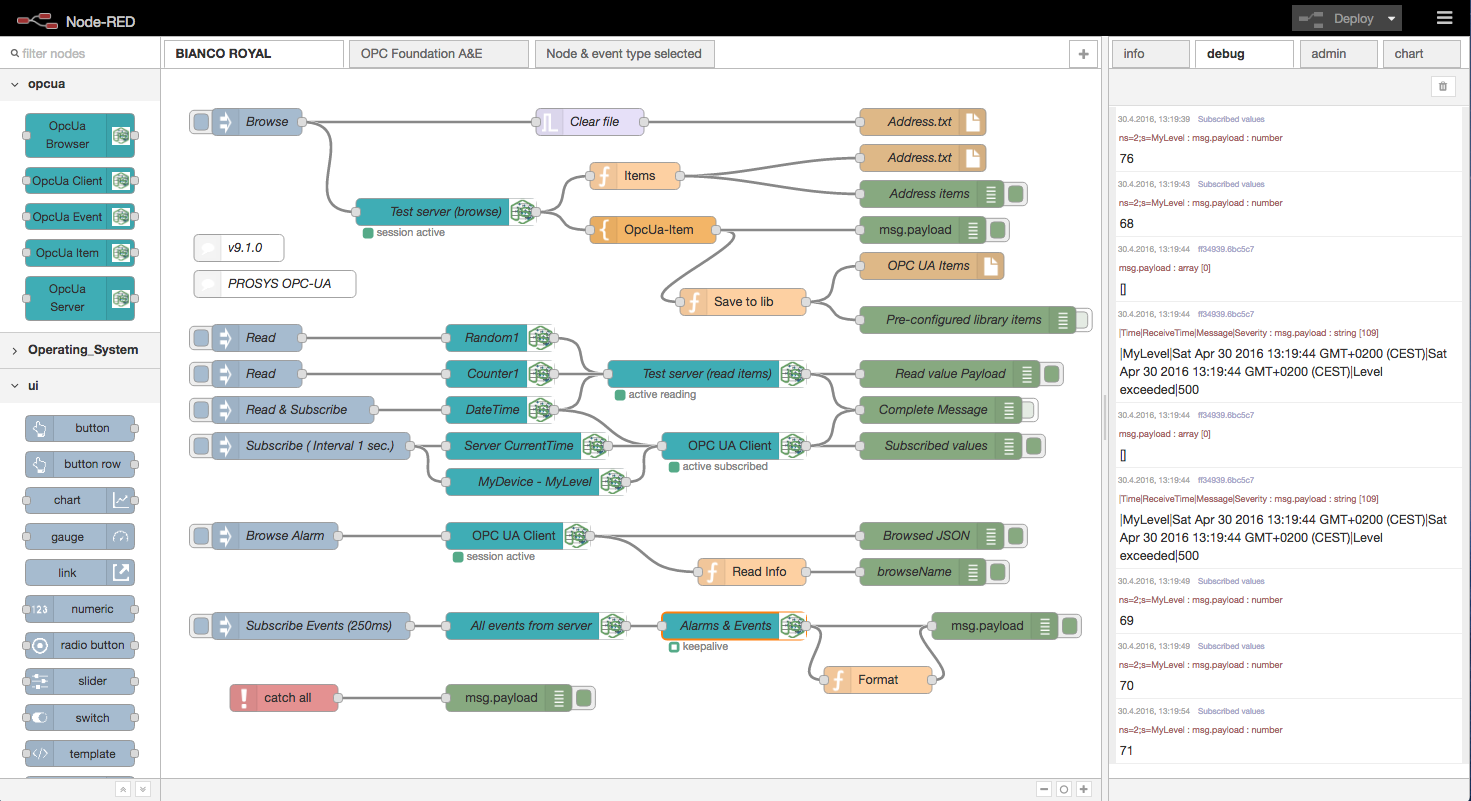 Node-RED
Deploy
filter nodes
BIANCO ROYAL
OPC Foundation A&E
Node & event type selected
info
debug
admin
chart
opcua
OpcUa
Browser
OpcUa Client
OpcUa Event
OpcUa Item
OpcUa
Server
Operating_System
ui
button
button row
chart
gauge
link
123
numeric
radio button
slider
switch
template
Browse
Clear file
Address.txt
Items
Address.txt
Address items
Test server (browse)
session active
OpcUa-Item
msg.payload
v9.1.0
OPC UA Items
PROSYS OPC-UA
Save to lib
Pre-configured library items
Read
Random1
Read
Counter1
Test server (read items)
active reading
Read value Payload
Read & Subscribe
DateTime
Complete Message
Subscribe ( Interval 1 sec.)
Server CurrentTime
OPC UA Client
active subscribed
Subscribed values
MyDevice - MyLevel
Browse Alarm
OPC UA Client
session active
Browsed JSON
Read Info
browseName
Subscribe Events (250ms)
All events from server
Alarms & Events
keepalive
msg.payload
Format
catch all
msg.payload
30.4.2016, 13:19:39 Subscribed values
ns=2;s=MyLevel : msg.payload : number
76
30.4.2016, 13:19:43 Subscribed values
ns=2;s=MyLevel : msg.payload : number
68
30.4.2016, 13:19:44 ff34939.6bc5c7
msg.payload : array [0]
[]
30.4.2016, 13:19:44 ff34939.6bc5c7
|Time|ReceiveTime|Message|Severity : msg.payload : string [109]
|MyLevel|Sat Apr 30 2016 13:19:44 GMT+0200 (CEST)|Sat
Apr 30 2016 13:19:44 GMT+0200 (CEST)|Level
exceeded|500
30.4.2016, 13:19:44 ff34939.6bc5c7
msg.payload : array [0]
[]
30.4.2016, 13:19:44 ff34939.6bc5c7
|Time|ReceiveTime|Message|Severity : msg.payload : string [109]
|MyLevel|Sat Apr 30 2016 13:19:44 GMT+0200 (CEST)|Sat
Apr 30 2016 13:19:44 GMT+0200 (CEST)|Level
exceeded|500
30.4.2016, 13:19:49 Subscribed values
ns=2;s=MyLevel : msg.payload : number
69
30.4.2016, 13:19:49 Subscribed values
ns=2;s=MyLevel : msg.payload : number
70
30.4.2016, 13:19:54 Subscribed values
ns=2;s=MyLevel : msg.payload : number
71